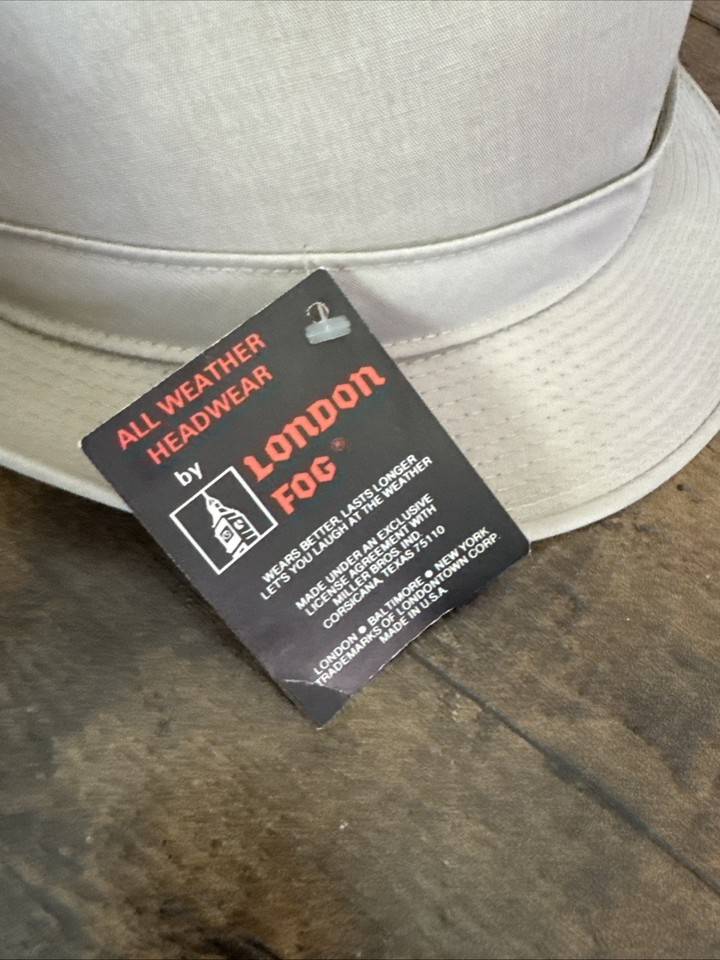 ALL WEATHER
HEADWEAR
by
LONDON
FOG®
WEARS BETTER, LASTS LONGER
LET'S YOU LAUGH AT THE WEATHER
MADE UNDER AN EXCLUSIVE
LICENSE AGREEMENT WITH
MILLER BROS. IND.
CORSICANA, TEXAS 75110
LONDON ● BALTIMORE ● NEW YORK
TRADEMARKS OF LONDONTOWN CORP.
MADE IN U.S.A.